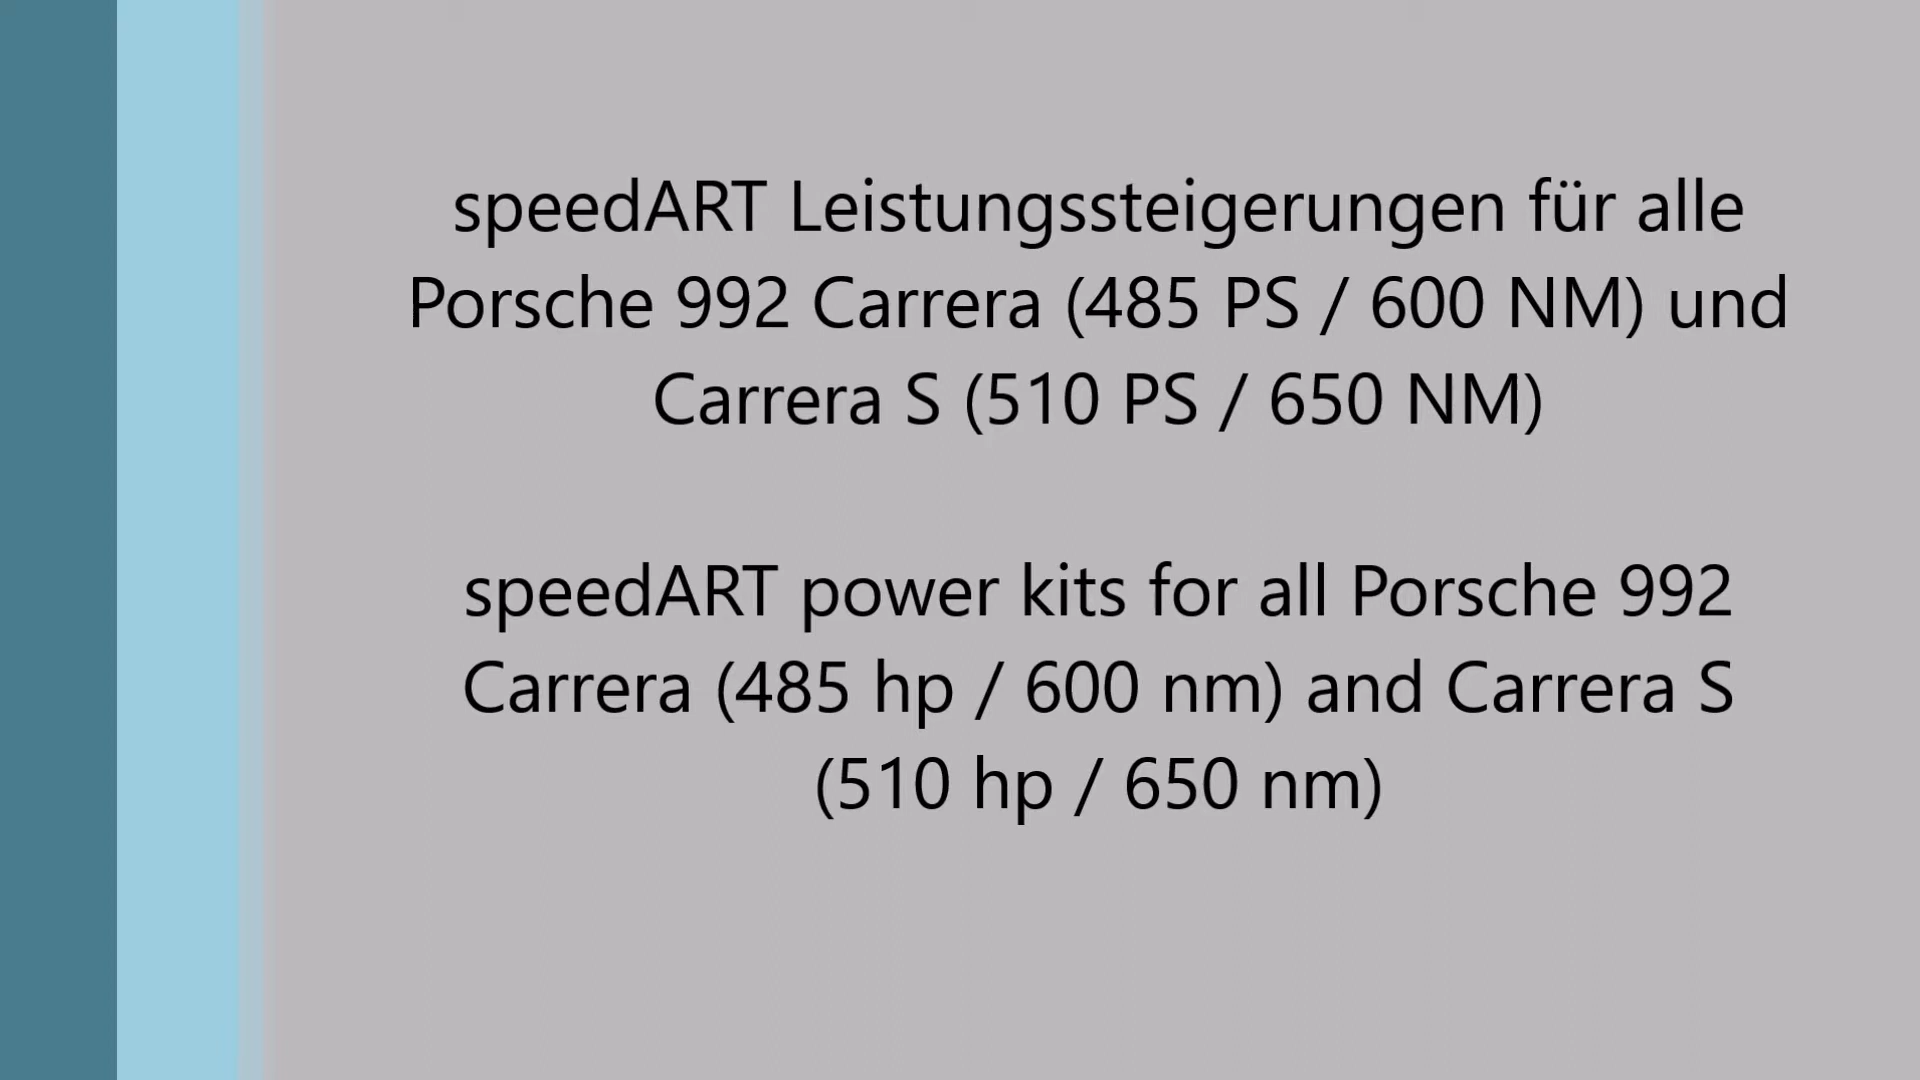 speedART Leistungssteigerungen für alle
Porsche 992 Carrera (485 PS / 600 NM) und
Carrera S (510 PS / 650 NM)
speedART power kits for all Porsche 992
Carrera (485 hp / 600 nm) and Carrera S
(510 hp / 650 nm)